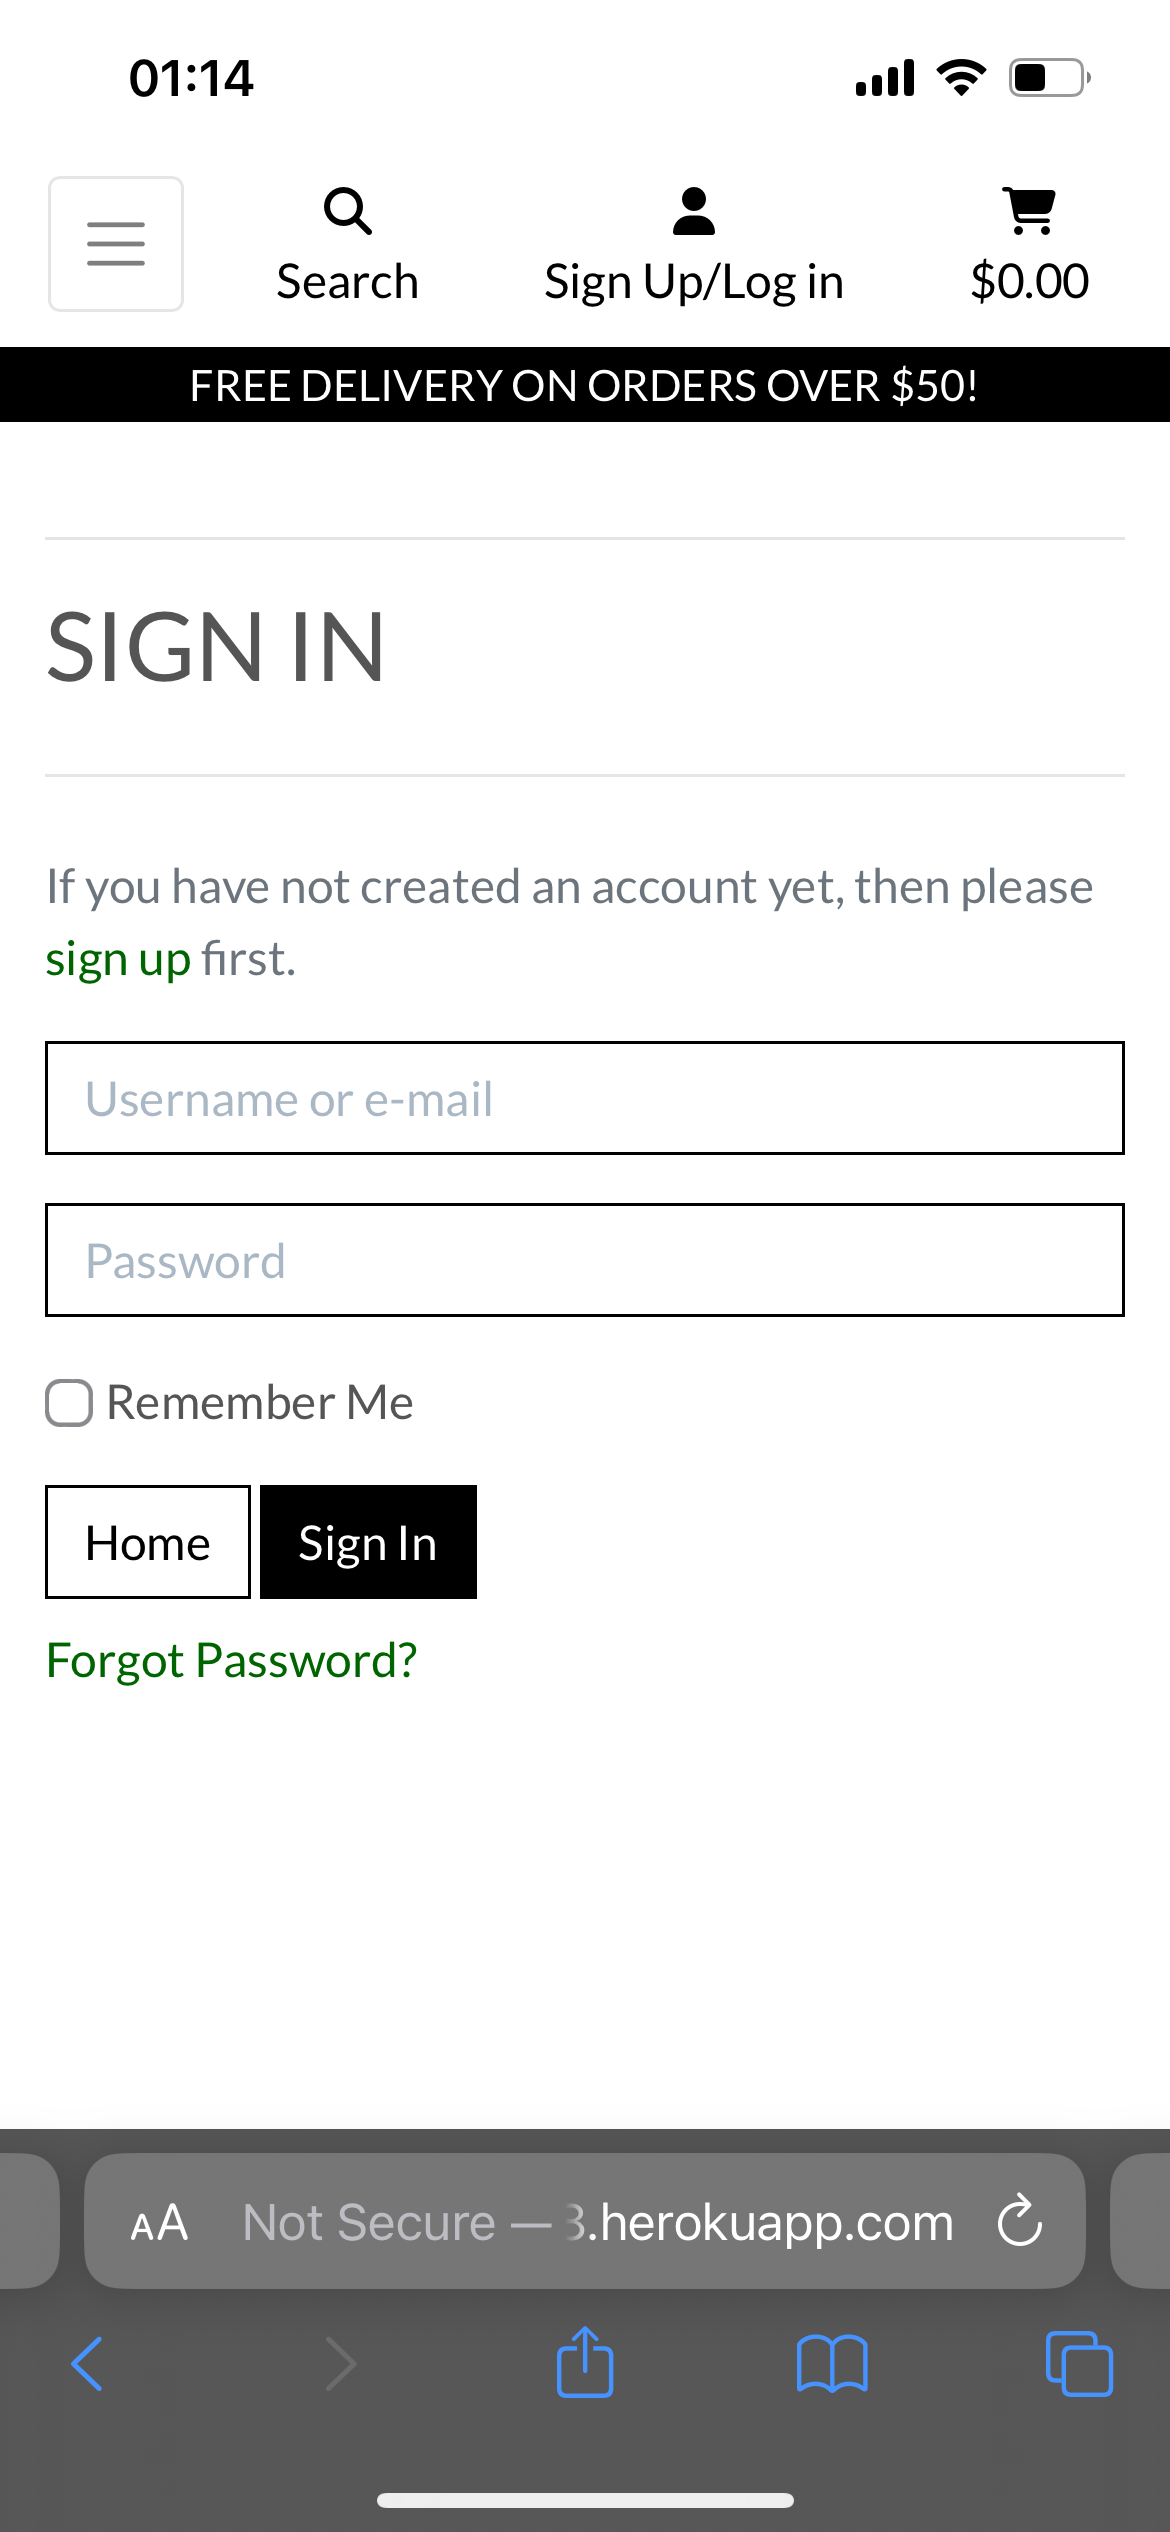 01:14
Search
Sign Up/Log in
$0.00
FREE DELIVERY ON ORDERS OVER $50!
SIGN IN
If you have not created an account yet, then please
sign up first.
Username or e-mail
Password
Remember Me
Home
Sign In
Forgot Password?
AA
Not Secure — 3.herokuapp.com